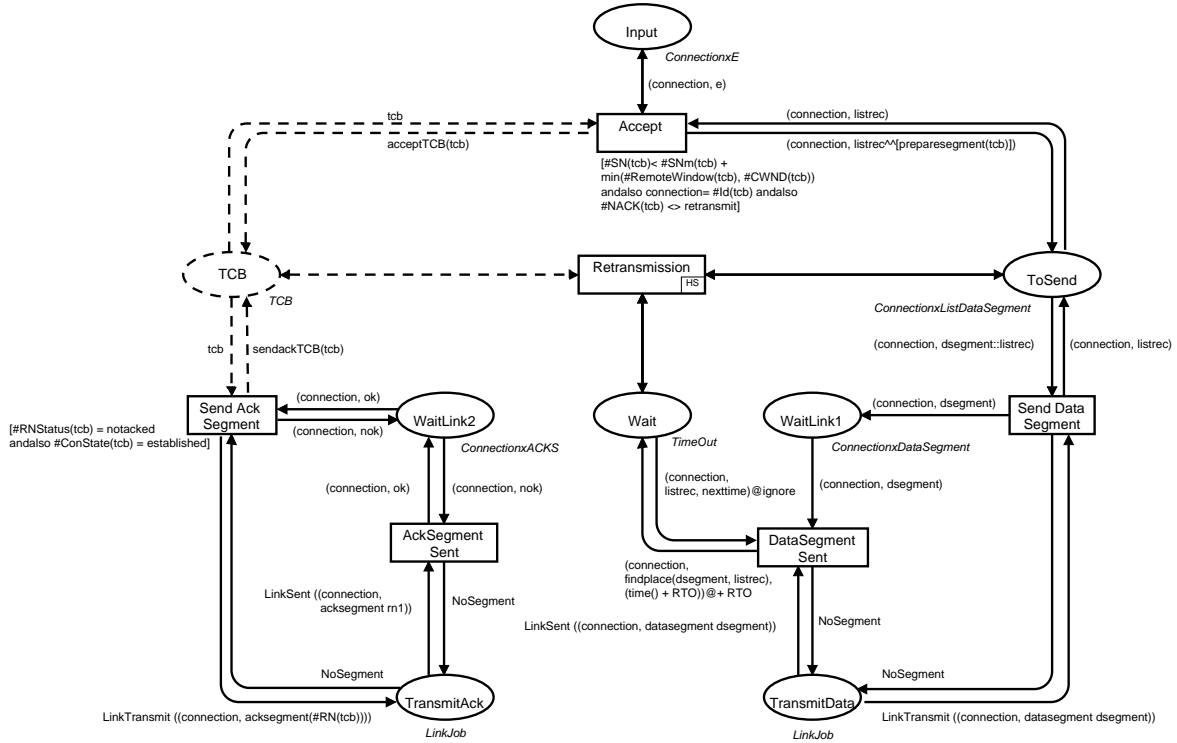 Input
ConnectionxE
(connection, e)
tcb
Accept
(connection, listrec)
acceptTCB(tcb)
(connection, listrec^^[preparesegment(tcb)])
[#SN(tcb)< #SNm(tcb) +
min(#RemoteWindow(tcb), #CWND(tcb))
andalso connection= #Id(tcb) andalso
#NACK(tcb) <> retransmit]
TCB
TCB
Retransmission
HS
ToSend
ConnectionxListDataSegment
tcb
sendackTCB(tcb)
(connection, dsegment::listrec)
(connection, listrec)
Send Ack
Segment
(connection, ok)
(connection, nok)
WaitLink2
ConnectionxACKS
Wait
TimeOut
WaitLink1
ConnectionxDataSegment
(connection, dsegment)
Send Data
Segment
[#RNStatus(tcb) = notacked
andalso #ConState(tcb) = established]
(connection, ok)
(connection, nok)
(connection,
listrec, nexttime)@ignore
(connection, dsegment)
AckSegment
Sent
DataSegment
Sent
(connection,
findplace(dsegment, listrec),
(time() + RTO))@+ RTO
LinkSent ((connection,
acksegment rn1))
NoSegment
LinkSent ((connection, datasegment dsegment))
NoSegment
NoSegment
NoSegment
TransmitAck
LinkJob
TransmitData
LinkJob
LinkTransmit ((connection, acksegment(#RN(tcb))))
LinkTransmit ((connection, datasegment dsegment))